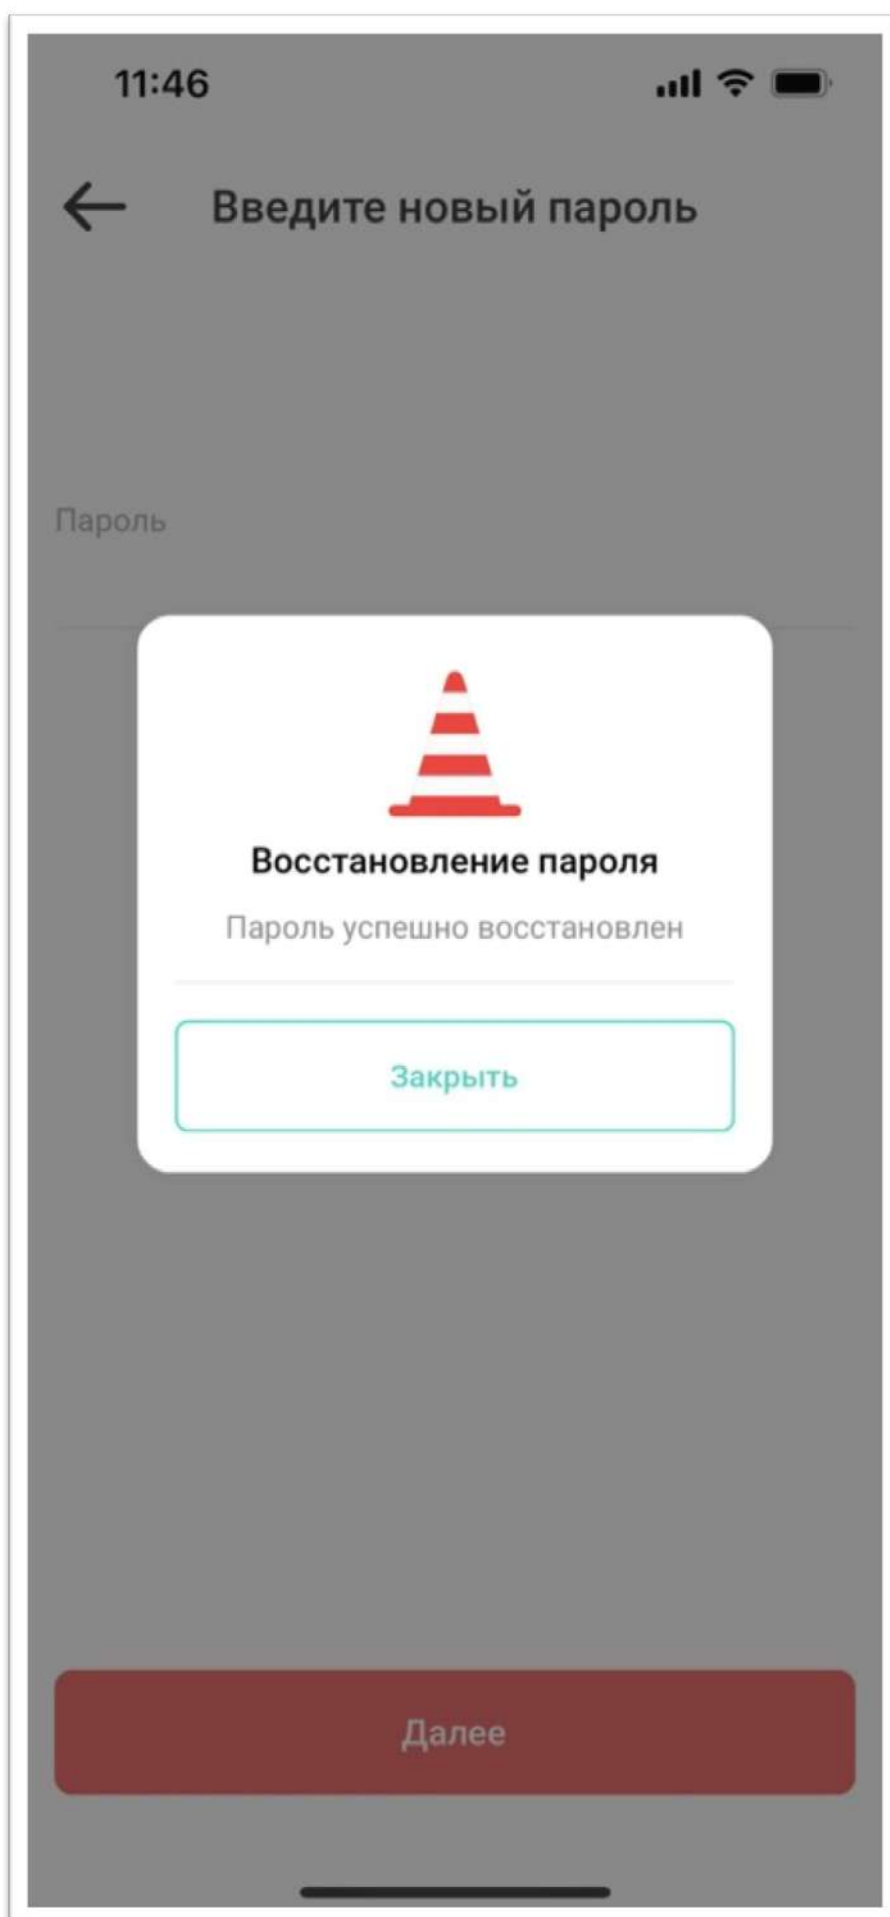 11:46
Введите новый пароль
Пароль
Восстановление пароля
Пароль успешно восстановлен
Закрыть
Далее